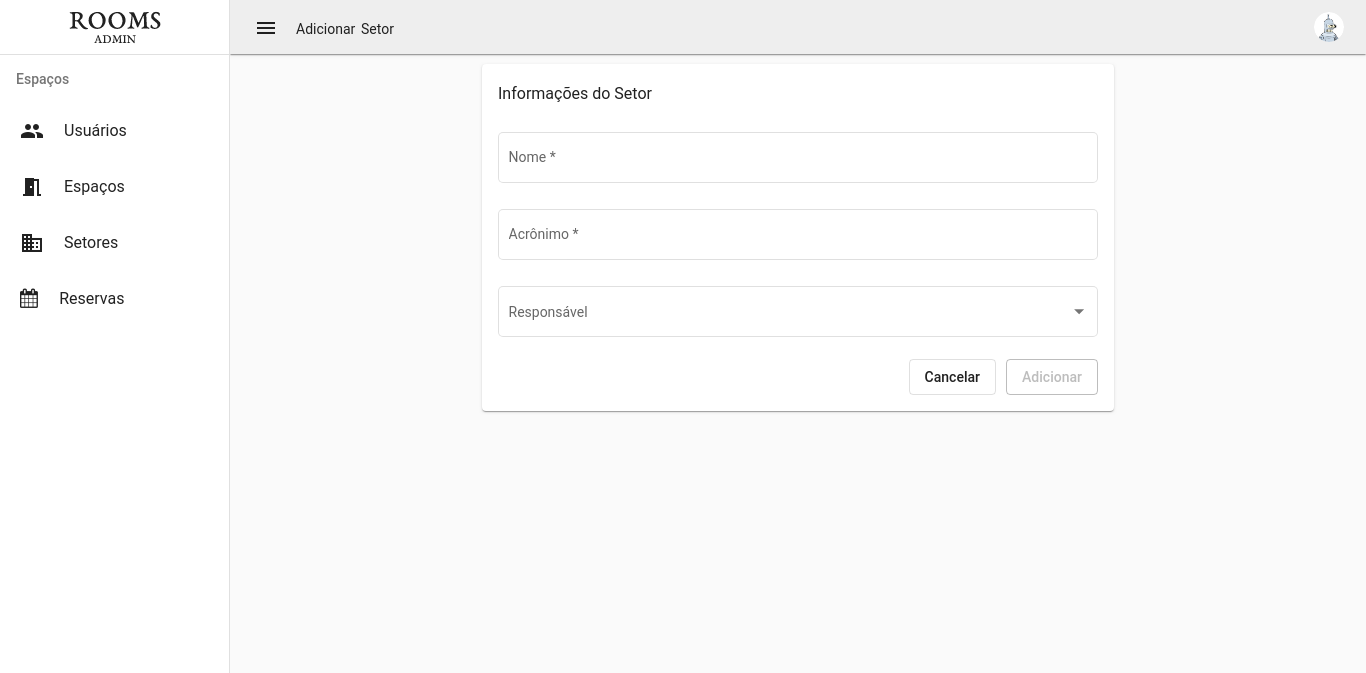 ROOMS
ADMIN
Adicionar Setor
Espaços
Usuários
Espaços
Setores
Reservas
Informações do Setor
Nome *
Acrônimo *
Responsável
Cancelar
Adicionar